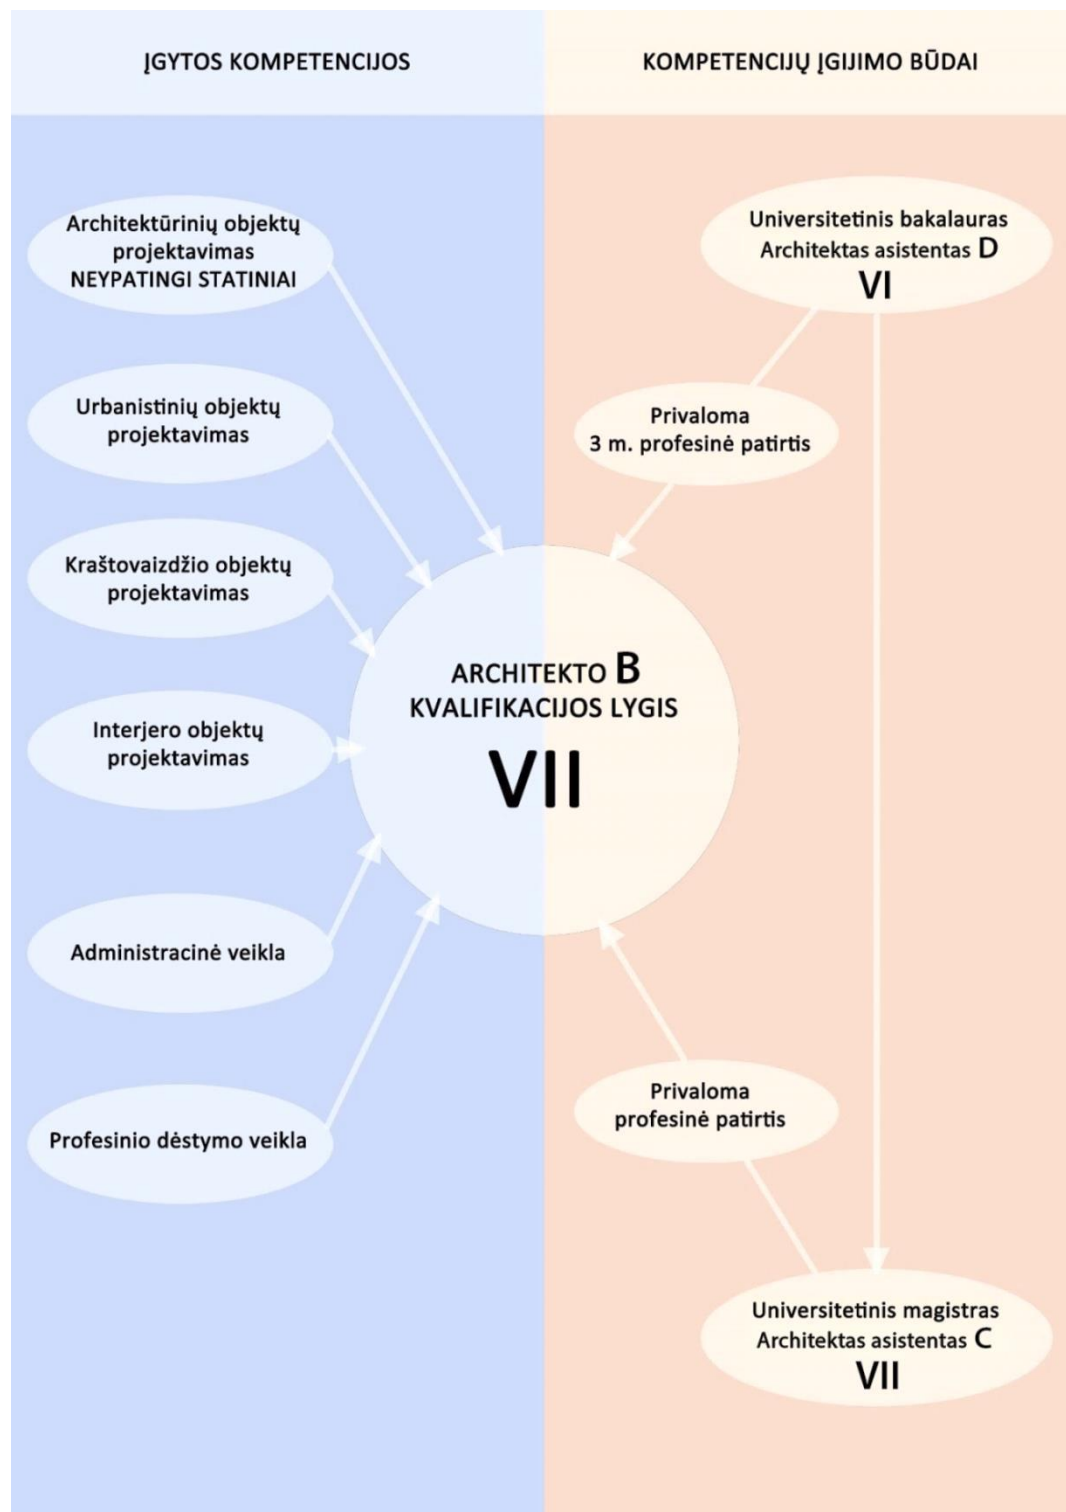 ĮGYTOS KOMPETENCIJOS
KOMPETENCIJŲ ĮGIJIMO BŪDAI
Architektūrinių objektų
projektavimas
NEYPATINGI STATINIAI
Urbanistinių objektų
projektavimas
Kraštovaizdžio objektų
projektavimas
Interjero objektų
projektavimas
Administracinė veikla
Profesinio dėstymo veikla
ARCHITEKTO B
KVALIFIKACIJOS LYGIS
VII
Universitetinis bakalauras
Architektas asistentas D
VI
Privaloma
3 m. profesinė patirtis
Privaloma
profesinė patirtis
Universitetinis magistras
Architektas asistentas C
VII